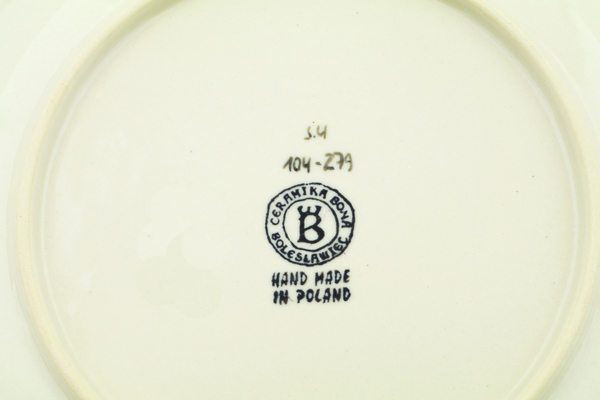 S.U
104-279
CERAMIKA BONA
BOLESŁAWIEC
B
HAND MADE
IN POLAND